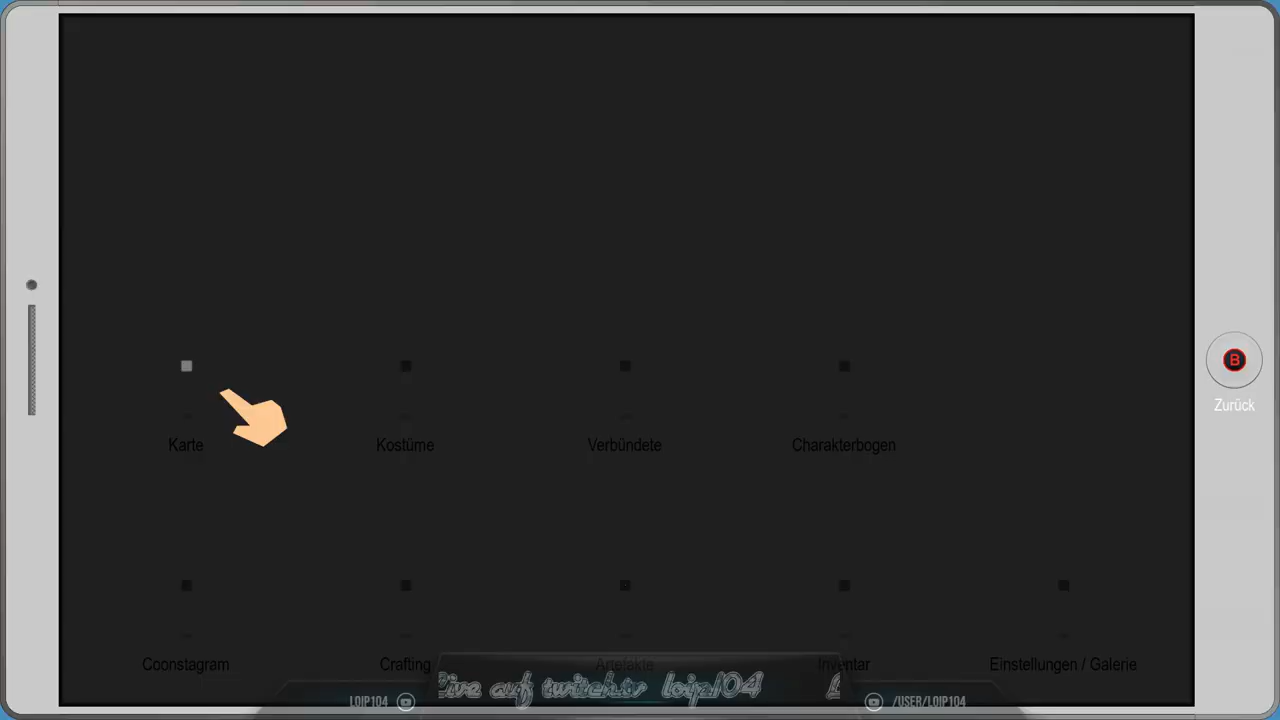 B
Zurück
Karte
Kostüme
Verbündete
Charakterbogen
Coonstagram
Crafting
Artefakte
Inventar
Einstellungen / Galerie
Live auf twitch.tv loip104
LOIP104
/USER/LOIP104